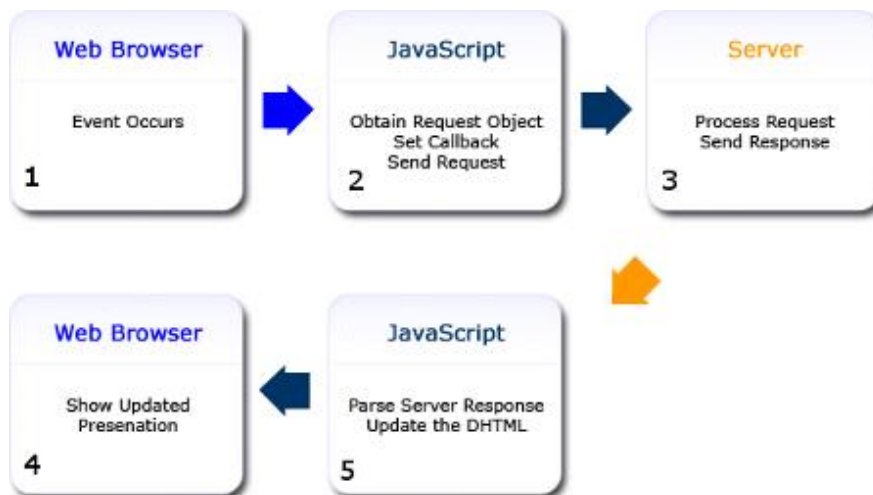 Web Browser
Event Occurs
1
JavaScript
Obtain Request Object
Set Callback
Send Request
2
Server
Process Request
Send Response
3
Web Browser
Show Updated
Presenation
4
JavaScript
Parse Server Response
Update the DHTML
5